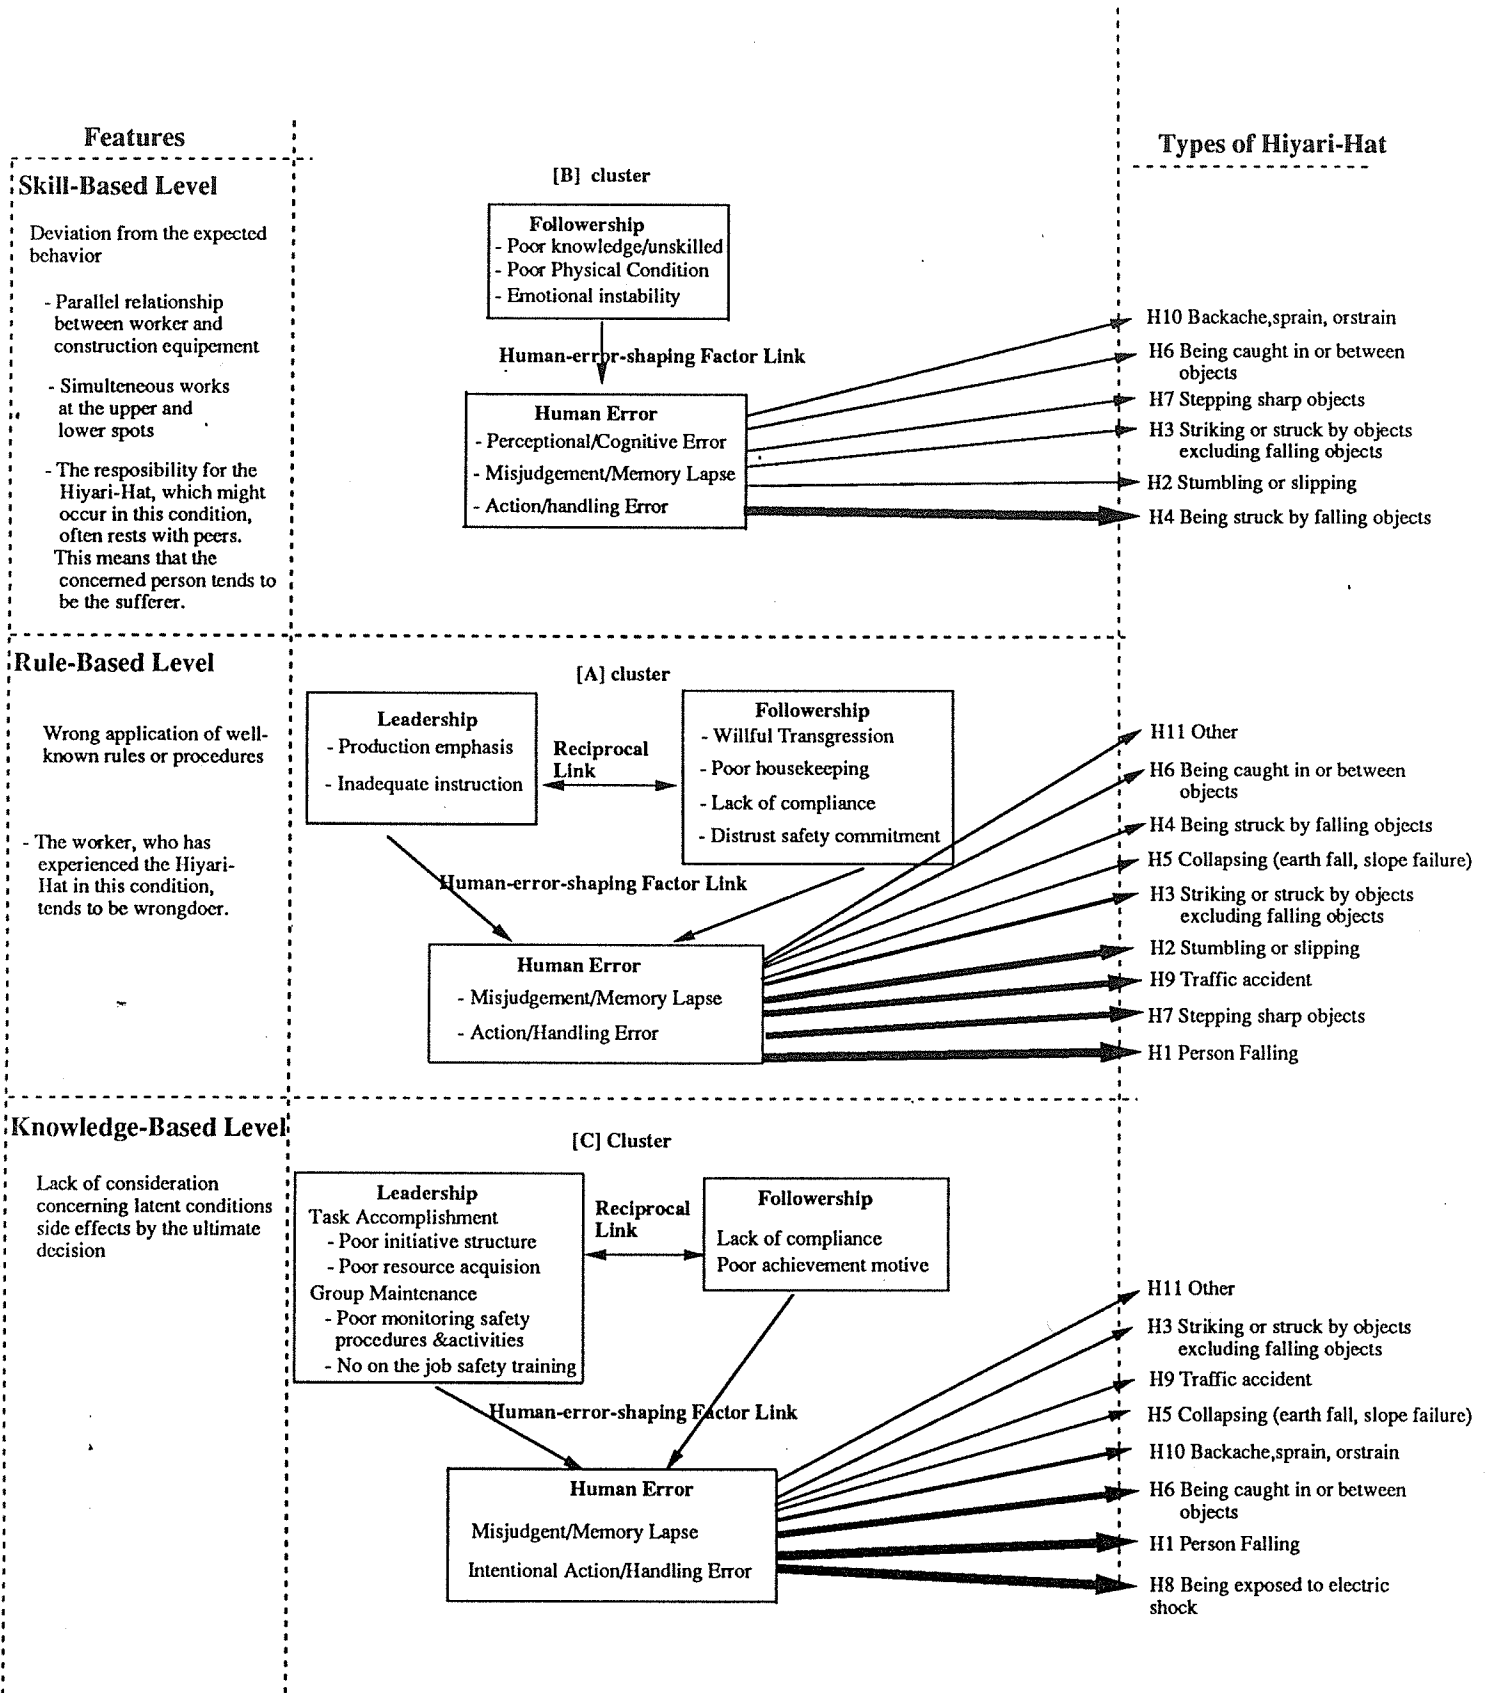 Features
Types of Hiyari-Hat
Skill-Based Level
Deviation from the expected
behavior
- Parallel relationship
between worker and
construction equipement
- Simulteneous works
at the upper and
lower spots
- The resposibility for the
Hiyari-Hat, which might
occur in this condition,
often rests with peers.
This means that the
concerned person tends to
be the sufferer.
[B] cluster
Followership
- Poor knowledge/unskilled
- Poor Physical Condition
- Emotional instability
Human-error-shaping Factor Link
Human Error
- Perceptional/Cognitive Error
- Misjudgement/Memory Lapse
- Action/handling Error
H10 Backache,sprain, orstrain
H6 Being caught in or between
objects
H7 Stepping sharp objects
H3 Striking or struck by objects
excluding falling objects
H2 Stumbling or slipping
H4 Being struck by falling objects
Rule-Based Level
Wrong application of well-
known rules or procedures
- The worker, who has
experienced the Hiyari-
Hat in this condition,
tends to be wrongdoer.
[A] cluster
Leadership
- Production emphasis
- Inadequate instruction
Reciprocal
Link
Followership
- Willful Transgression
- Poor housekeeping
- Lack of compliance
- Distrust safety commitment
Human-error-shaping Factor Link
Human Error
- Misjudgement/Memory Lapse
- Action/Handling Error
H11 Other
H6 Being caught in or between
objects
H4 Being struck by falling objects
H5 Collapsing (earth fall, slope failure)
H3 Striking or struck by objects
excluding falling objects
H2 Stumbling or slipping
H9 Traffic accident
H7 Stepping sharp objects
H1 Person Falling
Knowledge-Based Level
Lack of consideration
concerning latent conditions
side effects by the ultimate
decision
[C] Cluster
Leadership
Task Accomplishment
- Poor initiative structure
- Poor resource acquision
Group Maintenance
- Poor monitoring safety
procedures &activities
- No on the job safety training
Reciprocal
Link
Followership
Lack of compliance
Poor achievement motive
Human-error-shaping Factor Link
Human Error
Misjudgent/Memory Lapse
Intentional Action/Handling Error
H11 Other
H3 Striking or struck by objects
excluding falling objects
H9 Traffic accident
H5 Collapsing (earth fall, slope failure)
H10 Backache,sprain, orstrain
H6 Being caught in or between
objects
H1 Person Falling
H8 Being exposed to electric
shock